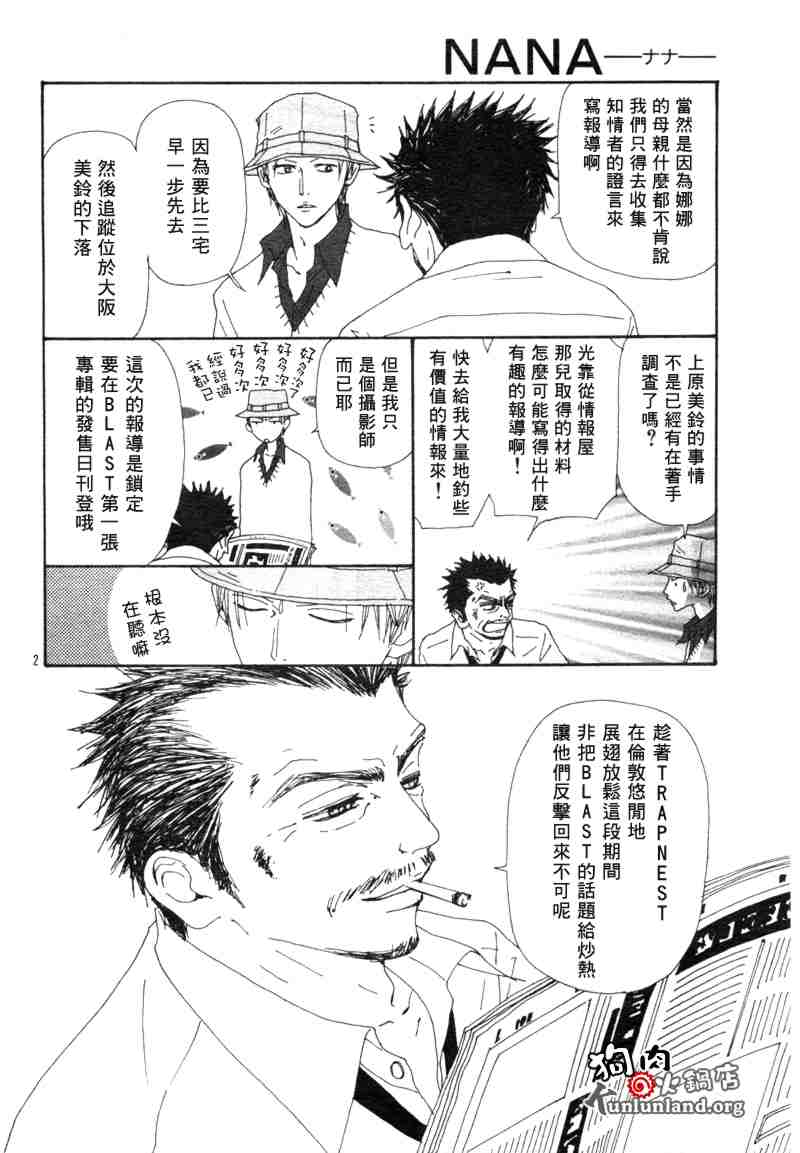 NANA
—ナナ—
當然是因為娜娜
的母親什麼都不肯說
我們只得去收集
知情者的證言來
寫報導啊
因為要比三宅
早一步先去
然後追蹤位於大阪
美鈴的下落
上原美鈴的事情
不是已經有在著手
調查了嗎?
光靠從情報屋
那兒取得的材料
怎麼可能寫得出什麼
有趣的報導啊!
快去給我大量地釣些
有價值的情報來!
但是我只
是個攝影師
而已耶
好多次了
好多次
好多次
經說過
我都已
這次的報導是鎖定
要在BLAST第一張
專輯的發售日刊登哦
根本沒
在聽嘛
2
趁著TRAPNEST
在倫敦悠閒地
展翅放鬆這段期間
非把BLAST的話題給炒熱
讓他們反擊回來不可呢
狗肉
火鍋店
Kunlunland.org